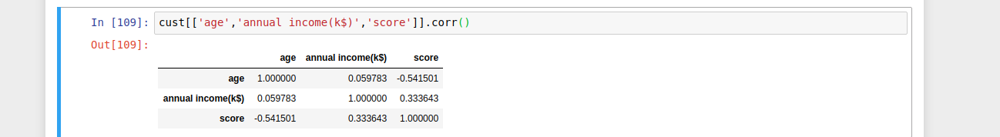 In [109]: cust[['age','annual income(k$)','score']].corr()
Out[109]:
age annual income(k$) score
age 1.000000 0.059783 -0.541501
annual income(k$) 0.059783 1.000000 0.333643
score -0.541501 0.333643 1.000000